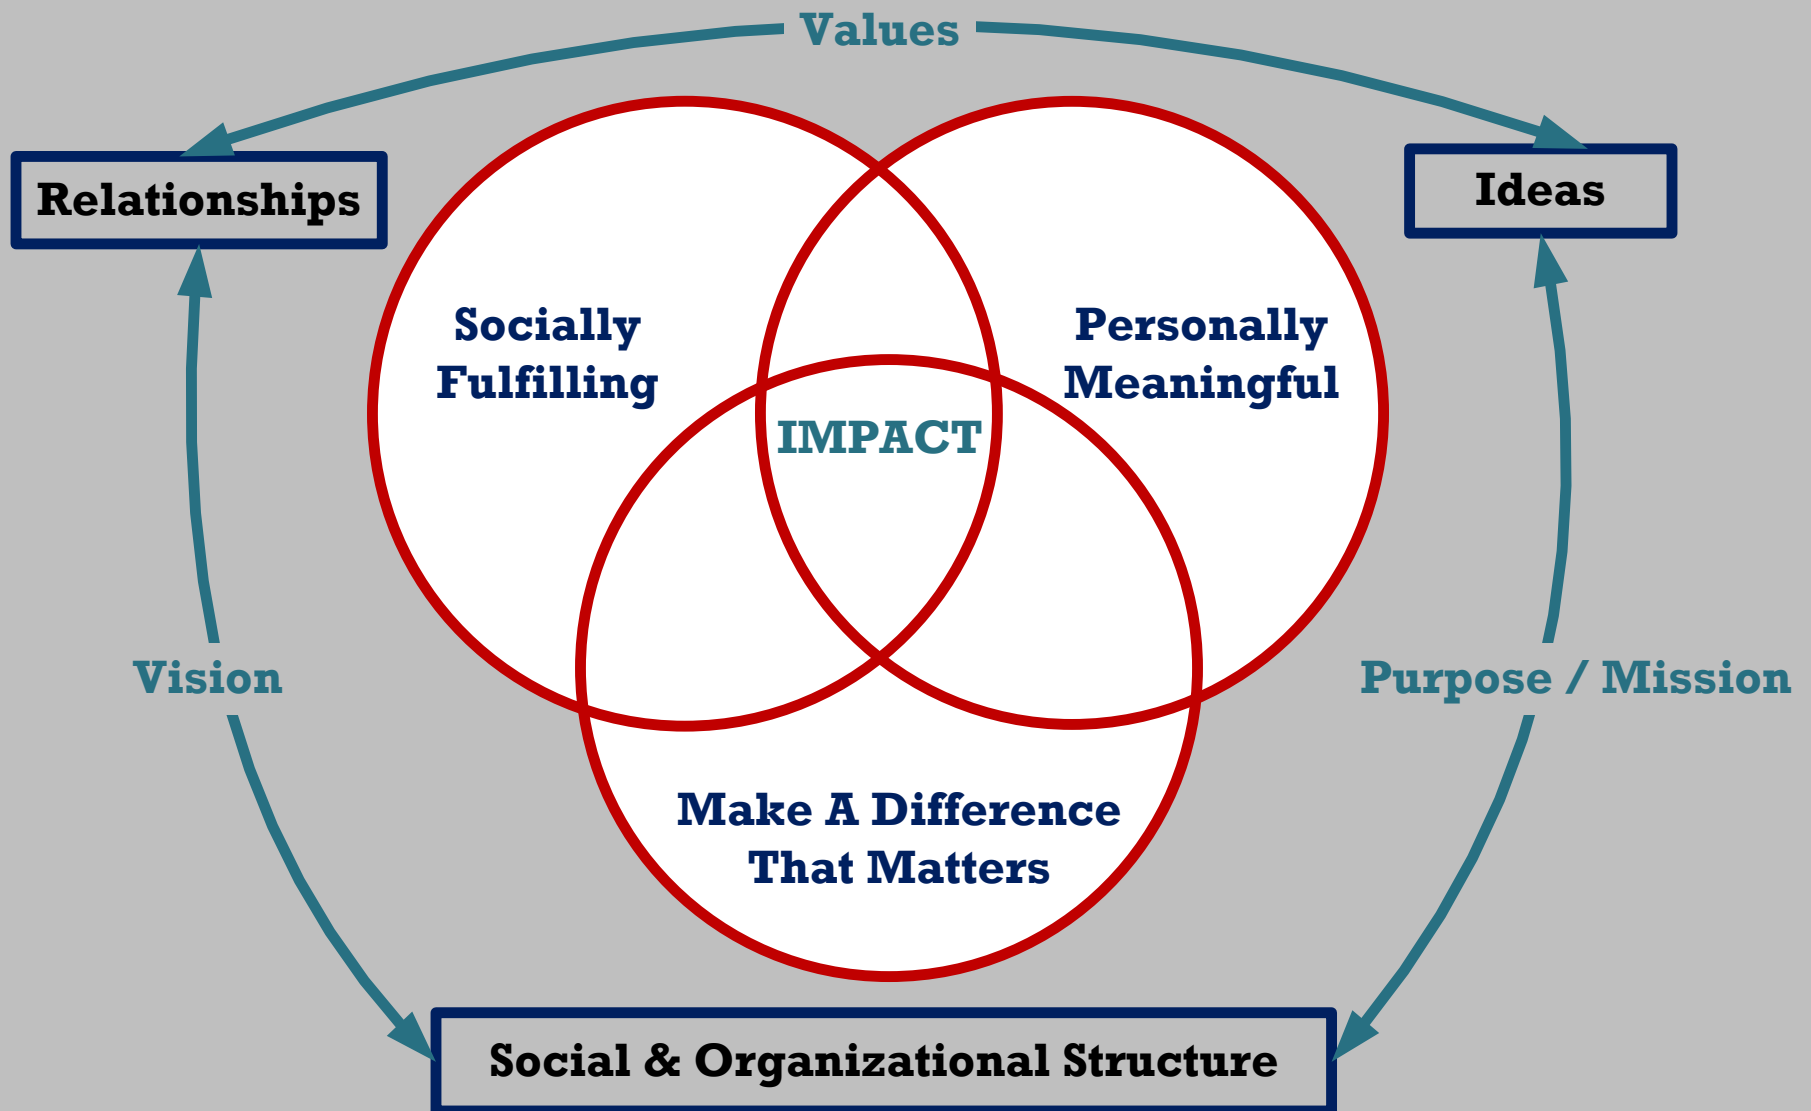 Values
Relationships
Ideas
Socially
Fulfilling
Personally
Meaningful
IMPACT
Vision
Purpose / Mission
Make A Difference
That Matters
Social & Organizational Structure